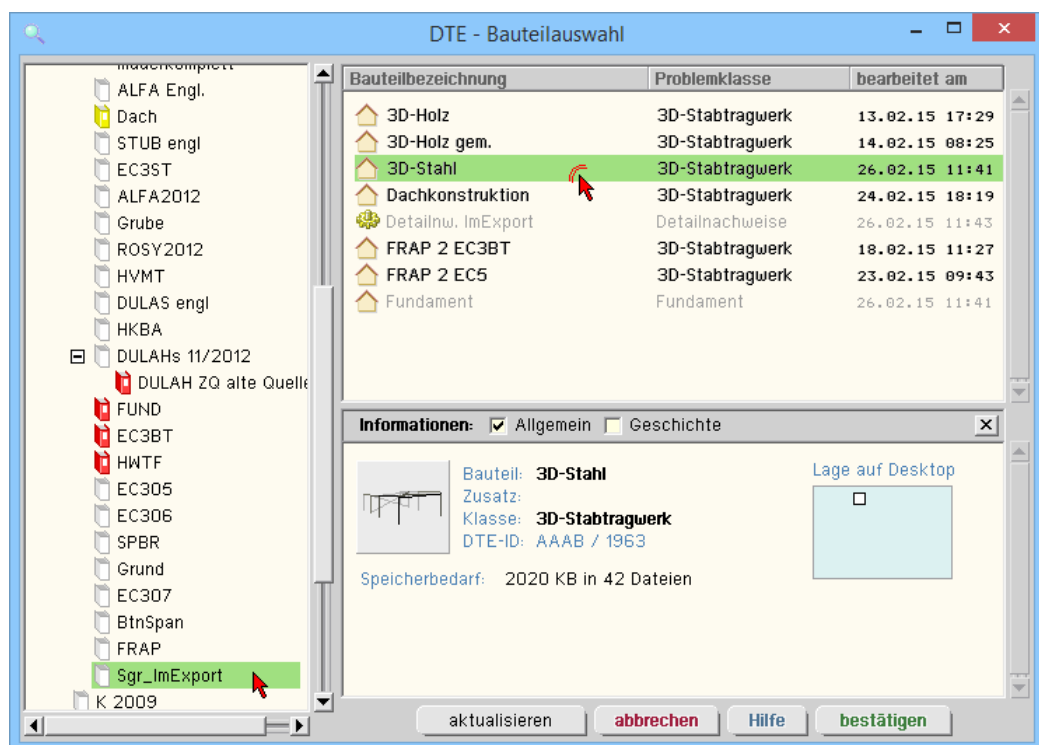 DTE - Bauteilauswahl
ALFA Engl.
Dach
STUB engl
EC3ST
ALFA2012
Grube
ROSY2012
HVMT
DULAS engl
HKBA
DULAHs 11/2012
DULAH ZQ alte Quelle
FUND
EC3BT
HWTF
EC305
EC306
SPBR
Grund
EC307
BtnSpan
FRAP
Sgr_ImExport
K 2009
Bauteilbezeichnung Problemklasse bearbeitet am
3D-Holz 3D-Stabtragwerk 13.02.15 17:29
3D-Holz gem. 3D-Stabtragwerk 14.02.15 08:25
3D-Stahl 3D-Stabtragwerk 26.02.15 11:41
Dachkonstruktion 3D-Stabtragwerk 24.02.15 18:19
Detailnw. ImExport Detailnachweise 26.02.15 11:43
FRAP 2 EC3BT 3D-Stabtragwerk 18.02.15 11:27
FRAP 2 EC5 3D-Stabtragwerk 23.02.15 09:43
Fundament Fundament 26.02.15 11:41
Informationen: Allgemein Geschichte
Bauteil: 3D-Stahl
Zusatz:
Klasse: 3D-Stabtragwerk
DTE-ID: AAAB / 1963
Lage auf Desktop
Speicherbedarf: 2020 KB in 42 Dateien
aktualisieren abbrechen Hilfe bestätigen